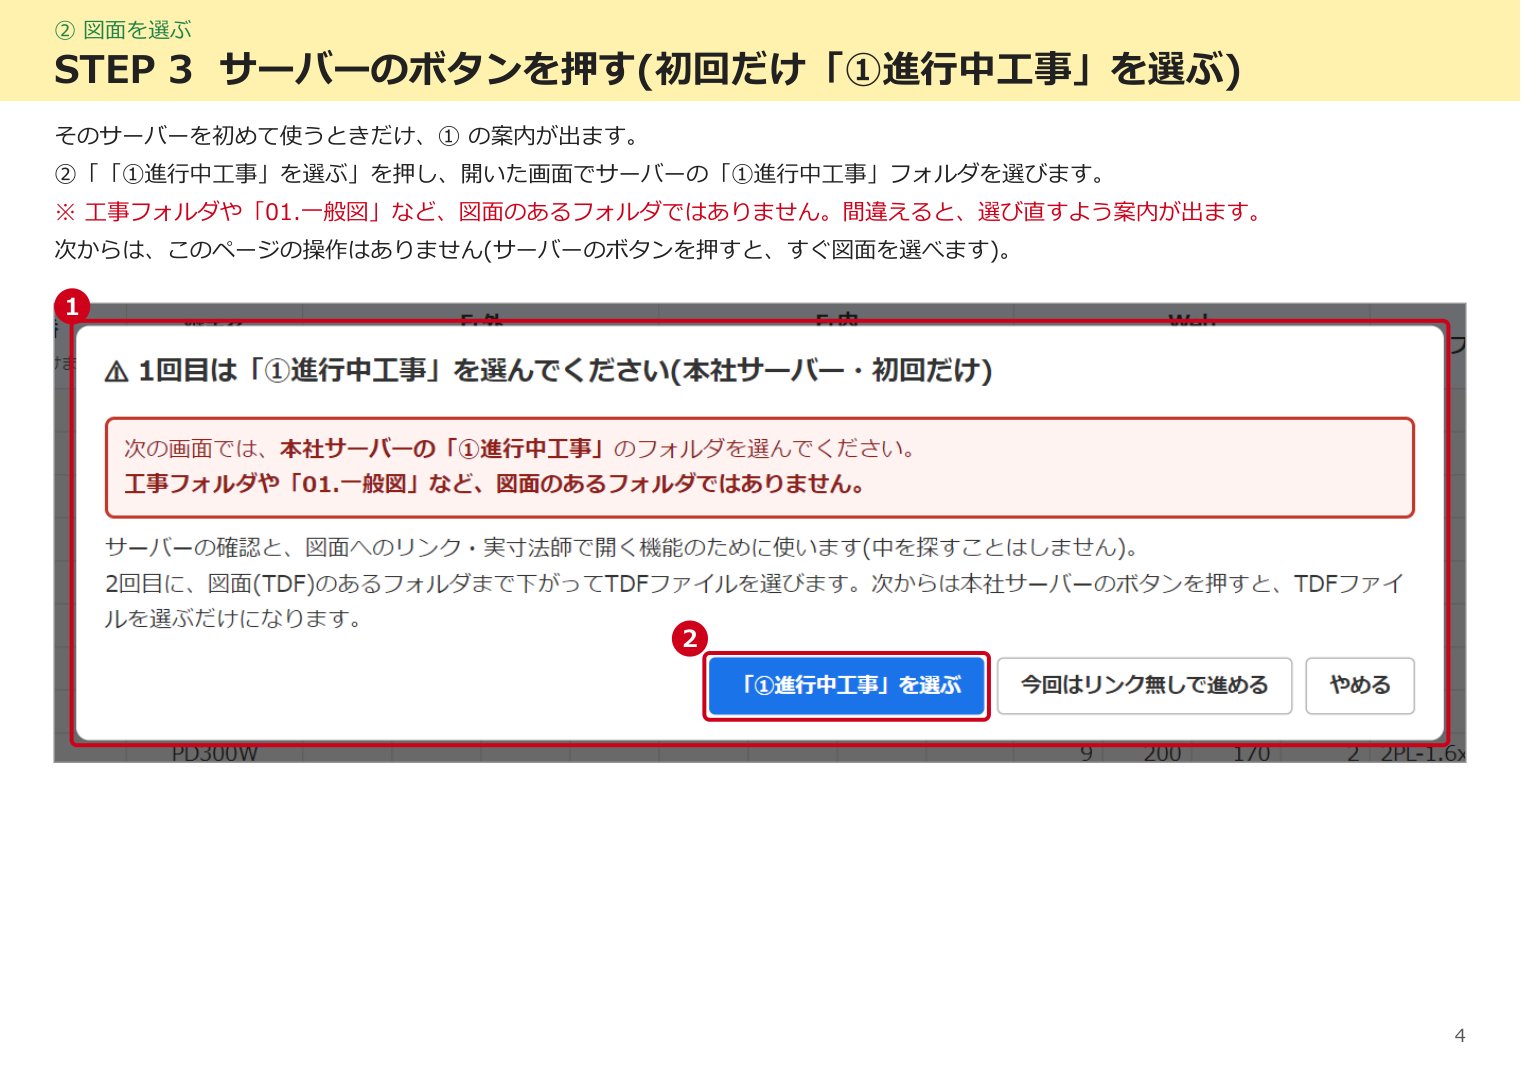 ② 図面を選ぶ
STEP 3 サーバーのボタンを押す(初回だけ「①進行中工事」を選ぶ)
そのサーバーを初めて使うときだけ、① の案内が出ます。
②「「①進行中工事」を選ぶ」を押し、開いた画面でサーバーの「①進行中工事」フォルダを選びます。
※ 工事フォルダや「01.一般図」など、図面のあるフォルダではありません。間違えると、選び直すよう案内が出ます。
次からは、このページの操作はありません(サーバーのボタンを押すと、すぐ図面を選べます)。
1
⚠ 1回目は「①進行中工事」を選んでください(本社サーバー・初回だけ)
次の画面では、本社サーバーの「①進行中工事」のフォルダを選んでください。
工事フォルダや「01.一般図」など、図面のあるフォルダではありません。
サーバーの確認と、図面へのリンク・実寸法師で開く機能のために使います(中を探すことはしません)。
2回目に、図面(TDF)のあるフォルダまで下がってTDFファイルを選びます。次からは本社サーバーのボタンを押すと、TDFファイ
ルを選ぶだけになります。
2
「①進行中工事」を選ぶ 今回はリンク無しで進める やめる
PD300W 9 200 170 2 2PL-1.6x
4